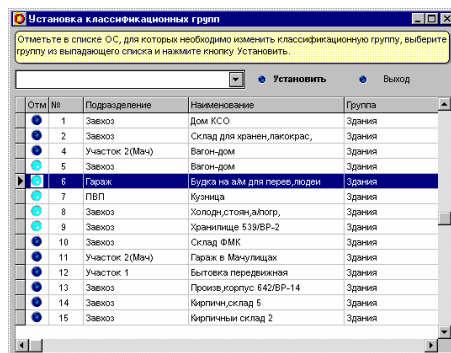 Установка классификационных групп
Отметьте в списке ОС, для которых необходимо изменить классификационную группу, выберите
группу из выпадающего списка и нажмите кнопку Установить.
Установить Выход
Отм № Подразделение Наименование Группа
1 Завхоз Дом КСО Здания
2 Завхоз Склад для хранен,лакокрас, Здания
4 Участок 2(Мач) Вагон-дом Здания
5 Завхоз Вагон-дом Здания
6 Гараж Будка на а/м для перев,людеи Здания
7 ПВП Кузница Здания
8 Завхоз Холодн,стоян,а/погр, Здания
9 Завхоз Хранилище 539/ВР-2 Здания
10 Завхоз Склад ФМК Здания
11 Участок 2(Мач) Гараж в Мачулищах Здания
12 Участок 1 Бытовка передвижная Здания
13 Завхоз Произв,корпус 642/ВР-14 Здания
14 Завхоз Кирпичн,склад 5 Здания
15 Завхоз Кирпичныи склад 2 Здания